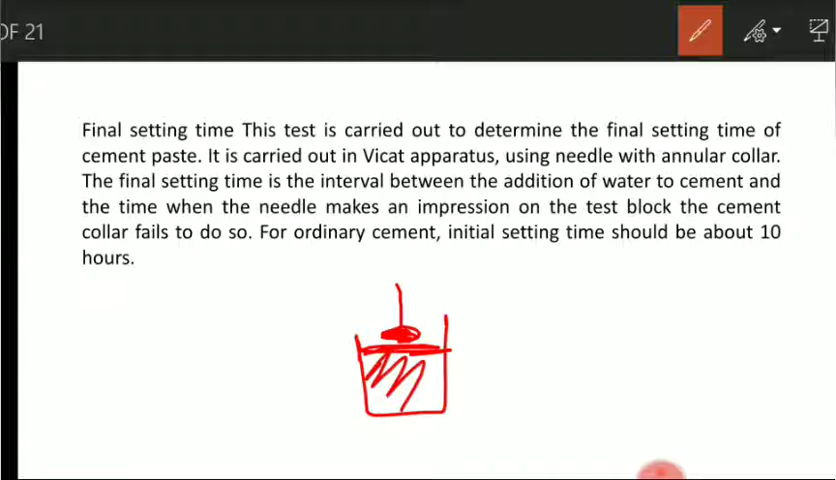 OF 21
Final setting time This test is carried out to determine the final setting time of
cement paste. It is carried out in Vicat apparatus, using needle with annular collar.
The final setting time is the interval between the addition of water to cement and
the time when the needle makes an impression on the test block the cement
collar fails to do so. For ordinary cement, initial setting time should be about 10
hours.